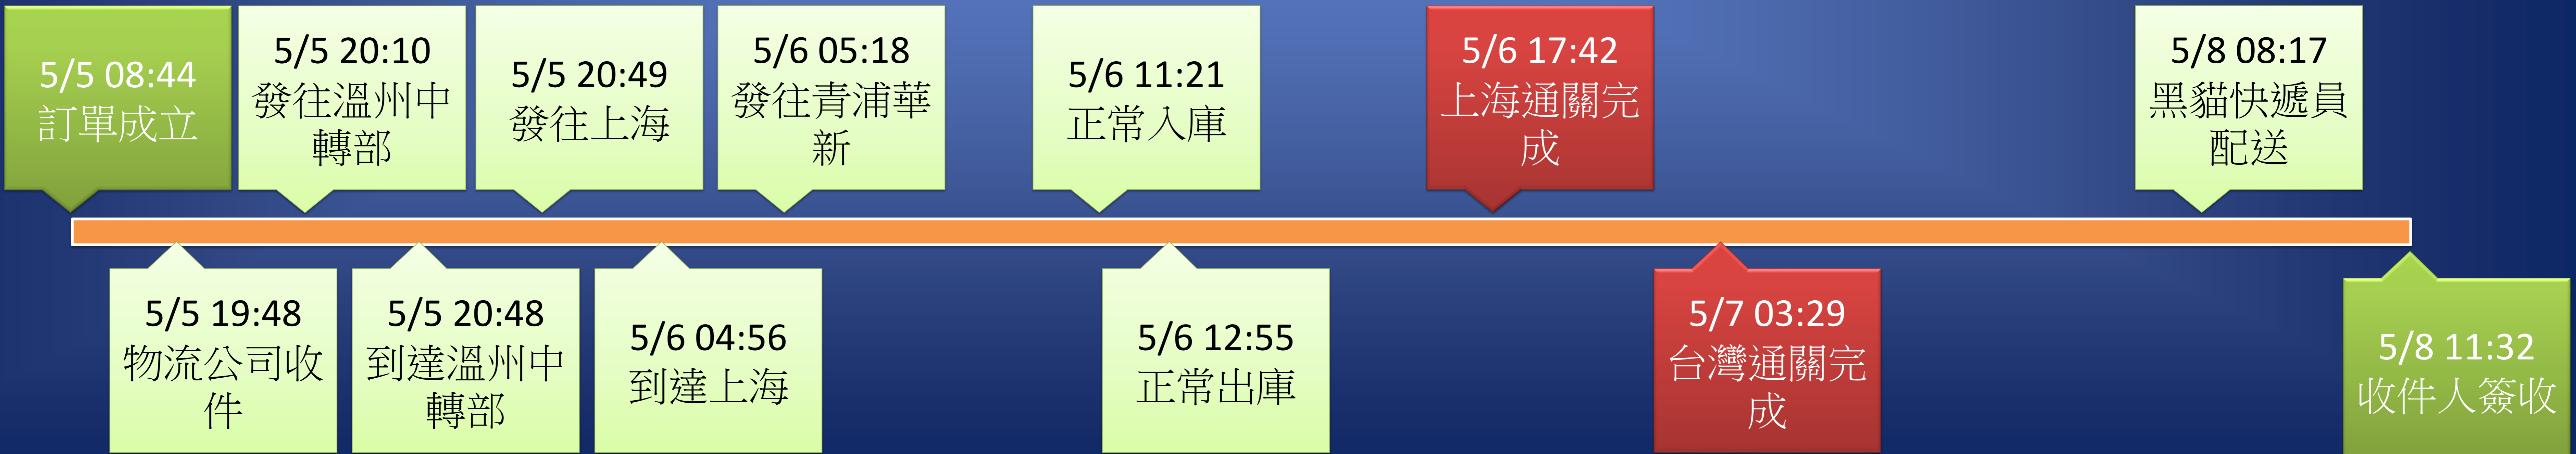 5/5 08:44
訂單成立
5/5 20:10
發往溫州中
轉部
5/5 20:49
發往上海
5/6 05:18
發往青浦華
新
5/6 11:21
正常入庫
5/6 17:42
上海通關完
成
5/8 08:17
黑貓快遞員
配送
5/5 19:48
物流公司收
件
5/5 20:48
到達溫州中
轉部
5/6 04:56
到達上海
5/6 12:55
正常出庫
5/7 03:29
台灣通關完
成
5/8 11:32
收件人簽收